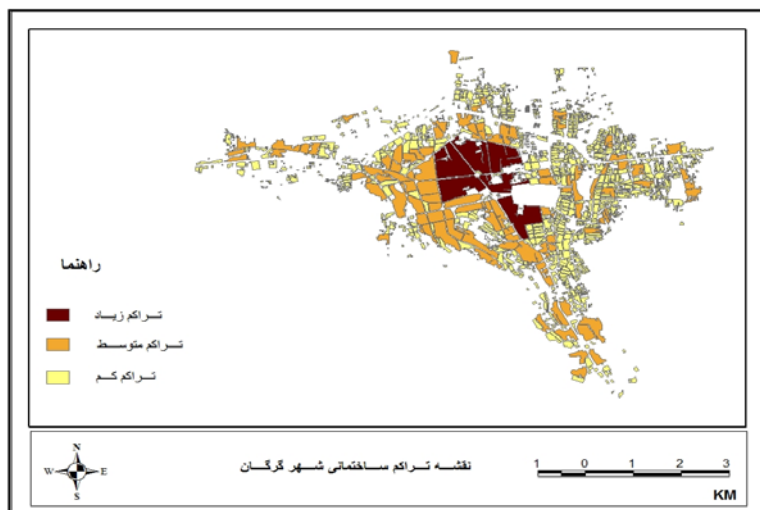 راهنما
تراکم زیاد
تراکم متوسط
تراکم کم
N
W E
S
نقشه تراکم ساختمانی شهر گرگان
1 0 1 2 3
KM